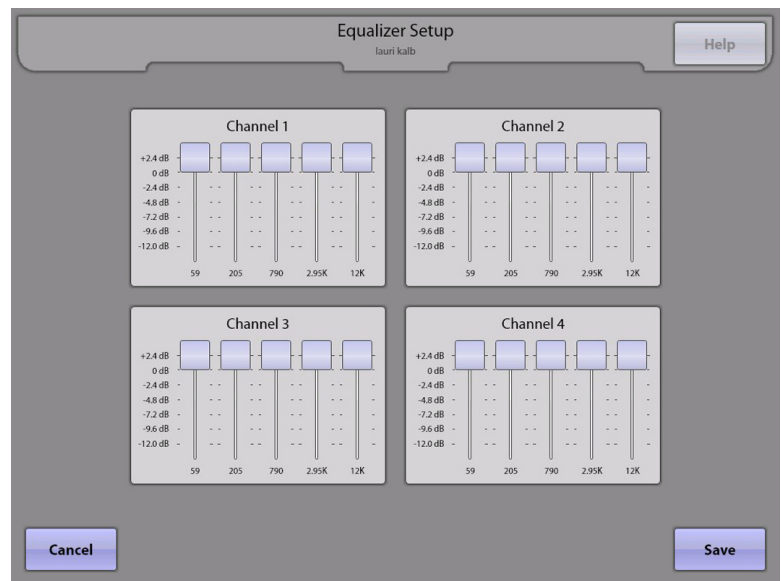 Equalizer Setup
lauri kalb
Help
Channel 1
+2.4 dB
0 dB
-2.4 dB
-4.8 dB
-7.2 dB
-9.6 dB
-12.0 dB
59 205 790 2.95K 12K
Channel 2
+2.4 dB
0 dB
-2.4 dB
-4.8 dB
-7.2 dB
-9.6 dB
-12.0 dB
59 205 790 2.95K 12K
Channel 3
+2.4 dB
0 dB
-2.4 dB
-4.8 dB
-7.2 dB
-9.6 dB
-12.0 dB
59 205 790 2.95K 12K
Channel 4
+2.4 dB
0 dB
-2.4 dB
-4.8 dB
-7.2 dB
-9.6 dB
-12.0 dB
59 205 790 2.95K 12K
Cancel
Save